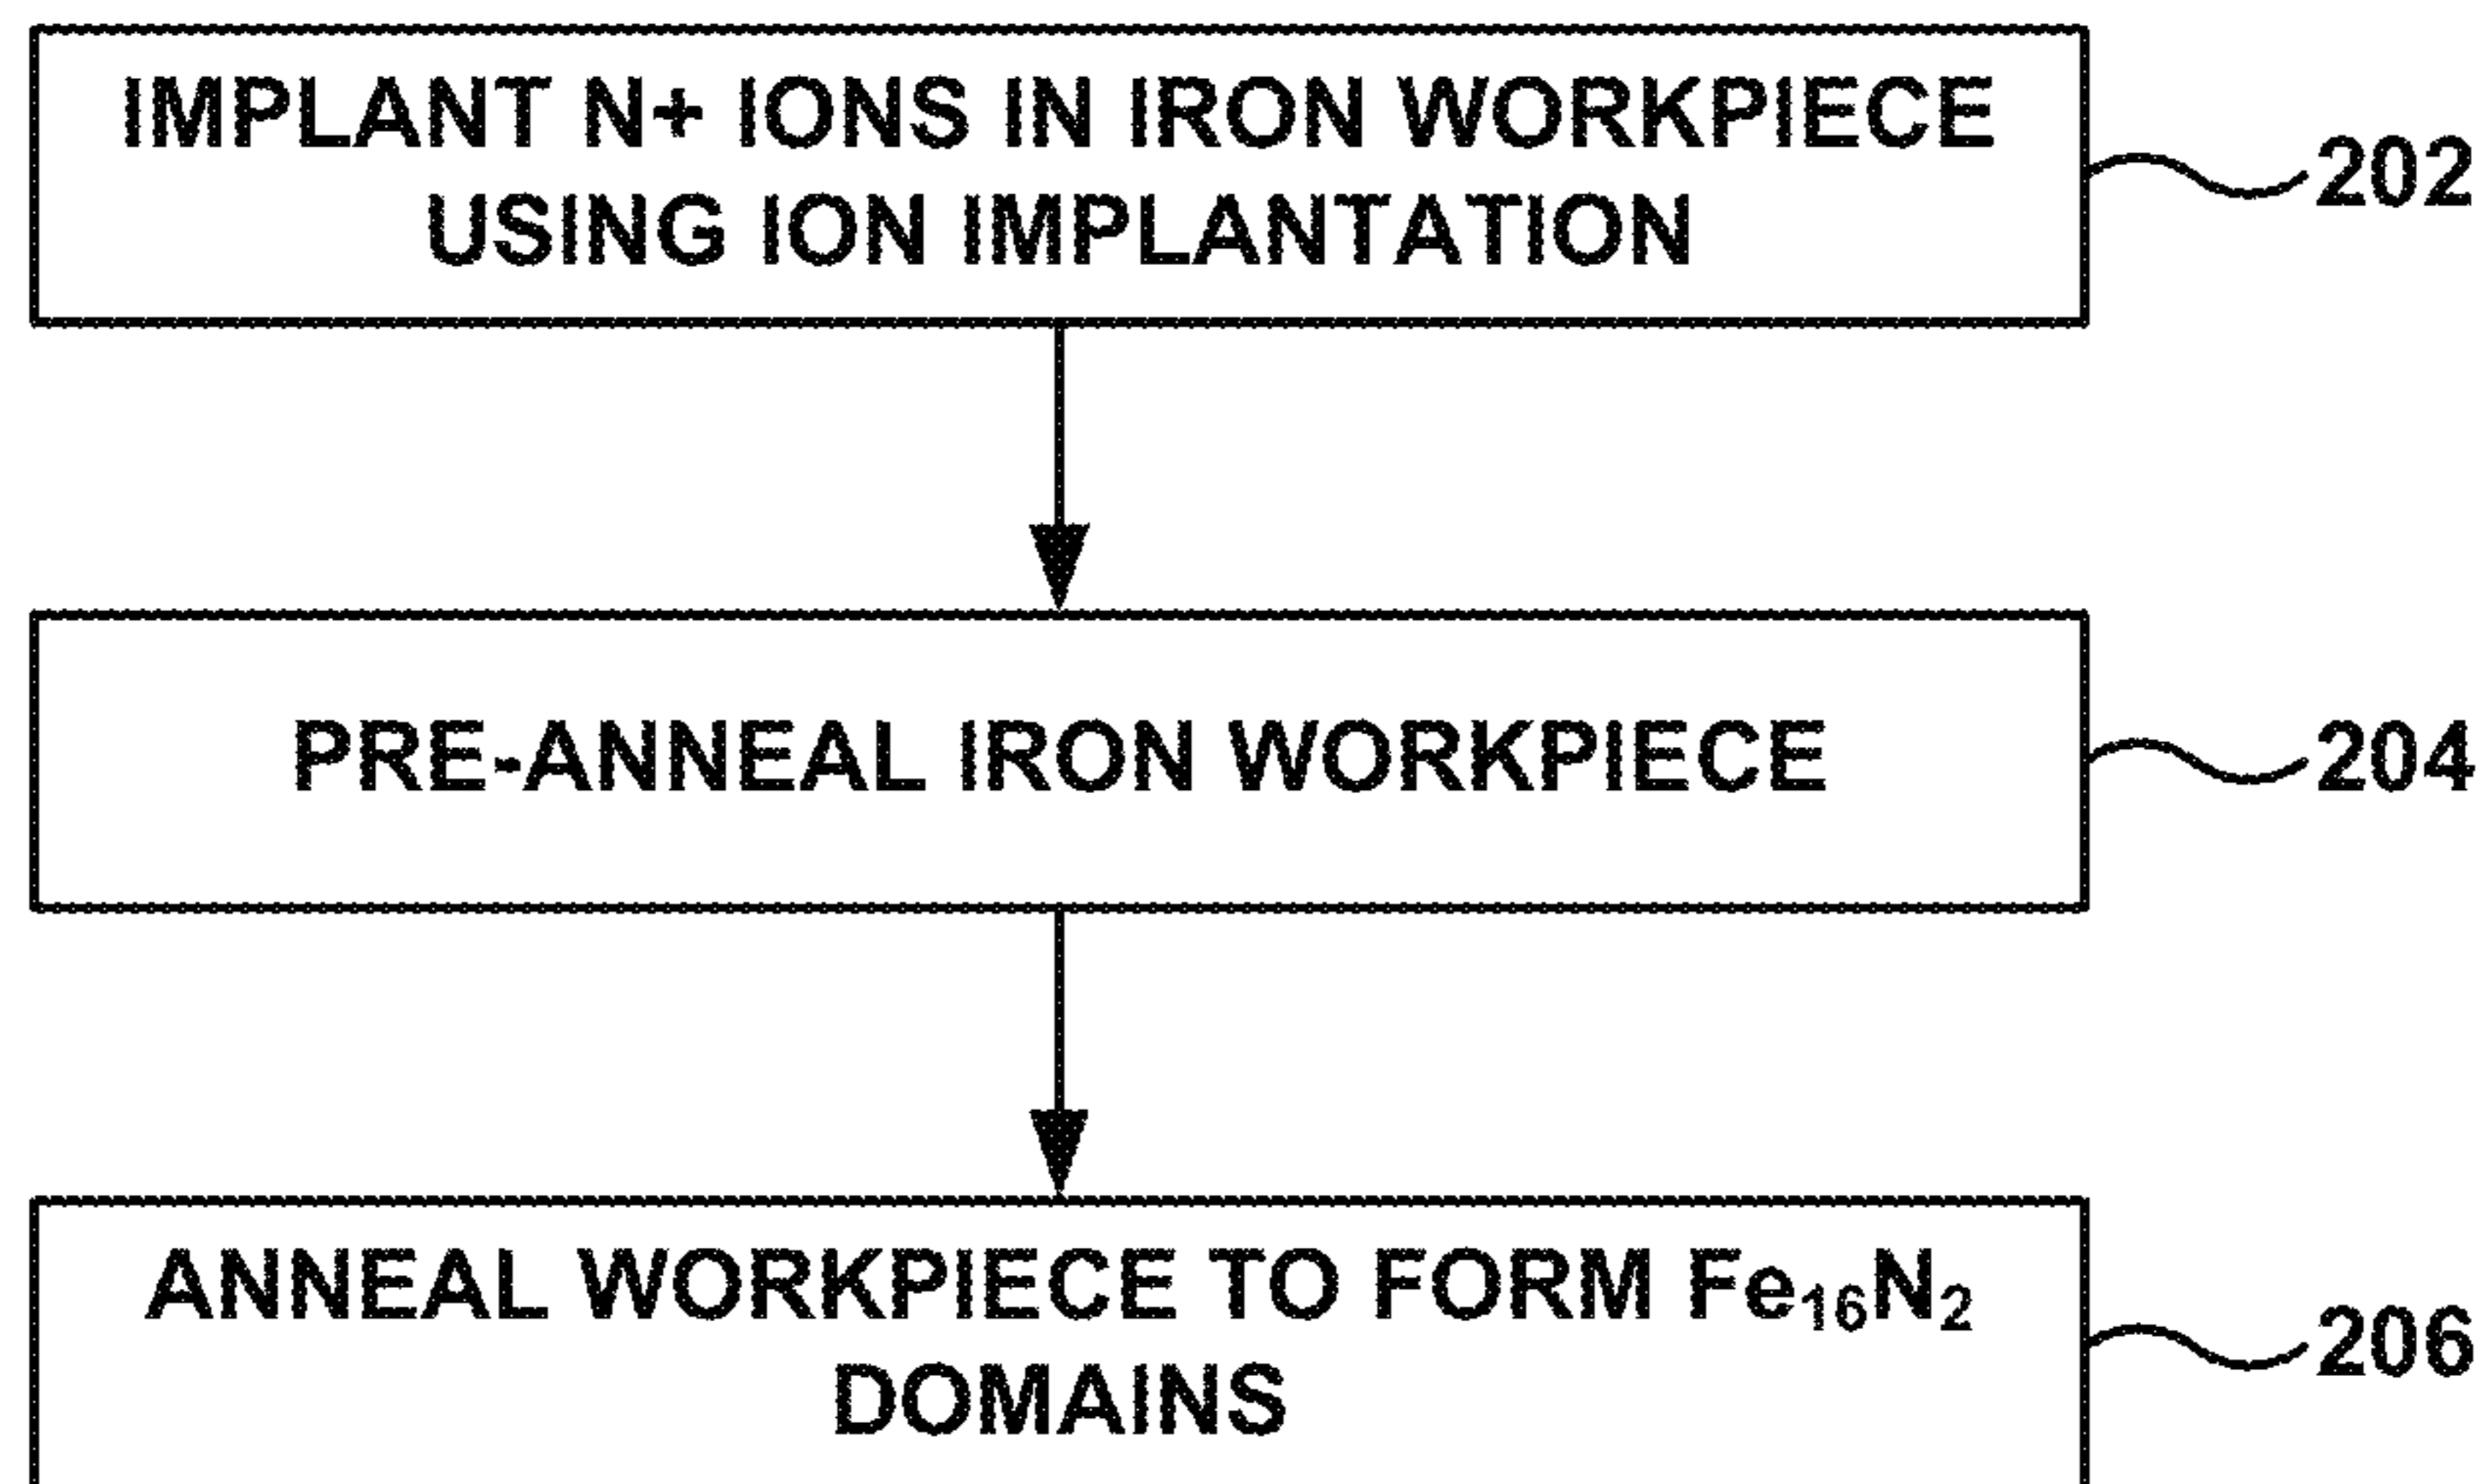 IMPLANT N+ IONS IN IRON WORKPIECE
USING ION IMPLANTATION
202
PRE-ANNEAL IRON WORKPIECE
204
ANNEAL WORKPIECE TO FORM Fe₁₆N₂
DOMAINS
206